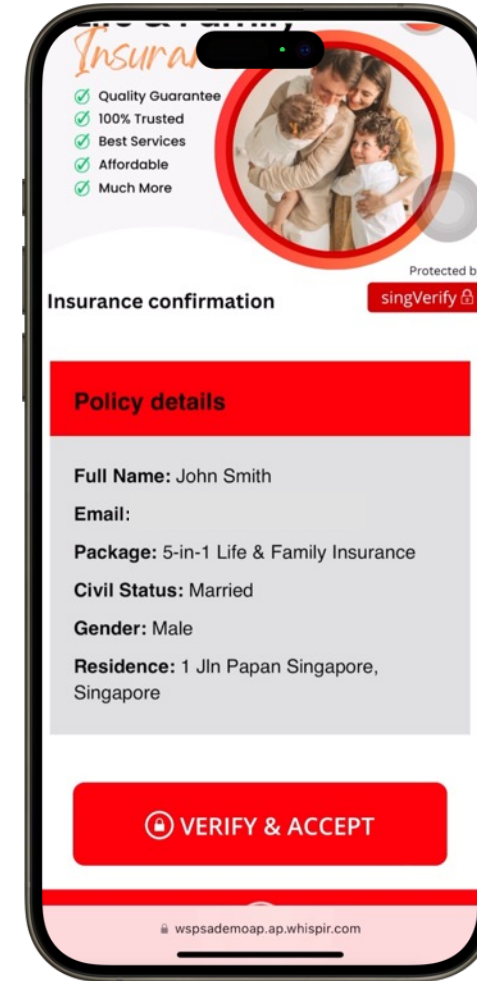 Life & Family
Insura
Quality Guarantee
100% Trusted
Best Services
Affordable
Much More
Protected b
Insurance confirmation
singVerify
Policy details
Full Name: John Smith
Email:
Package: 5-in-1 Life & Family Insurance
Civil Status: Married
Gender: Male
Residence: 1 Jln Papan Singapore,
Singapore
VERIFY & ACCEPT
wspsademoap.ap.whispir.com